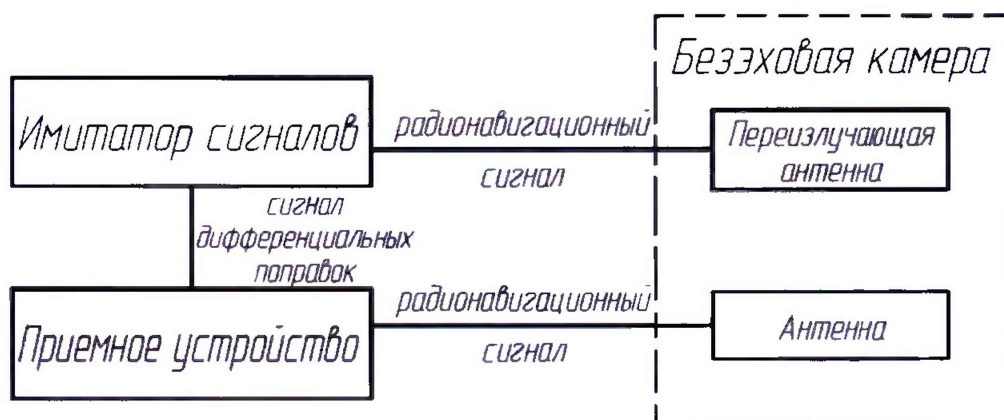 Безэховая камера
Имитатор сигналов
радионавигационный
сигнал
Переизлучающая
антенна
сигнал
дифференциальных
поправок
Приемное устройство
радионавигационный
сигнал
Антенна